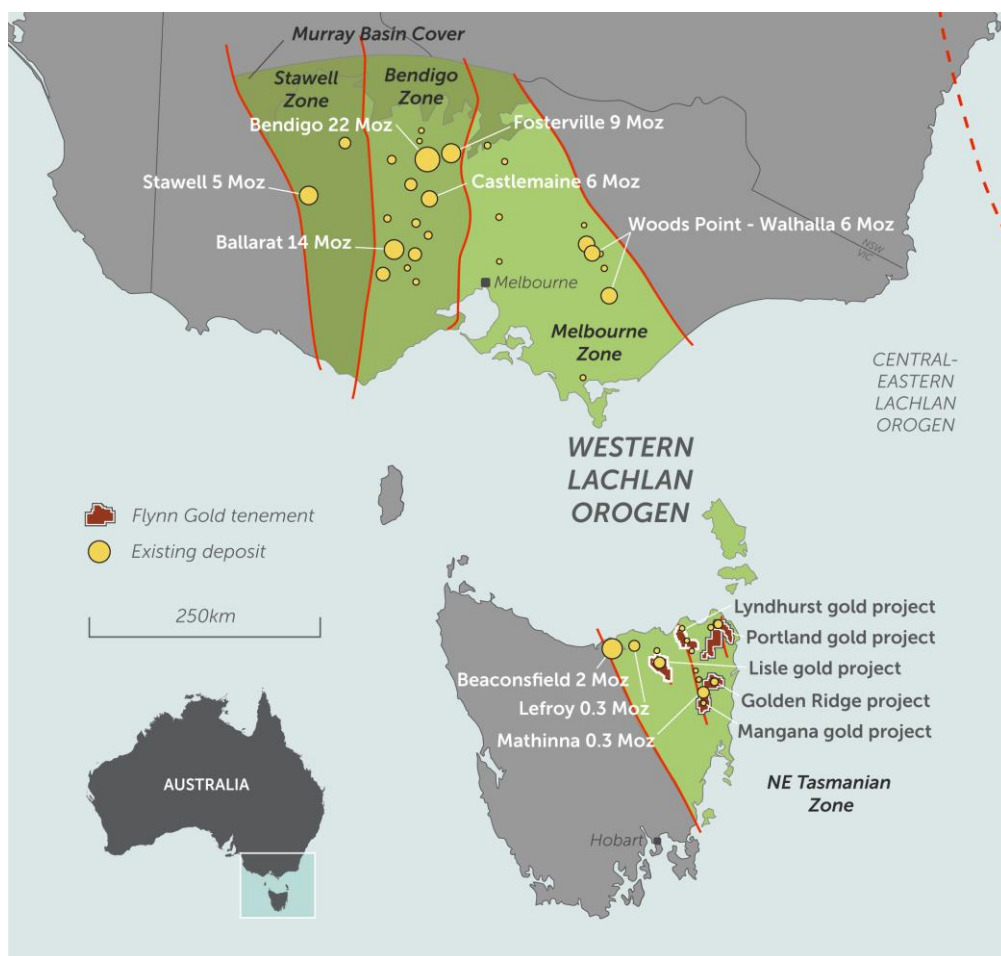 Murray Basin Cover
Stawell
Zone
Bendigo
Zone
Bendigo 22 Moz
Fosterville 9 Moz
Stawell 5 Moz
Castlemaine 6 Moz
Woods Point - Walhalla 6 Moz
Ballarat 14 Moz
NSW
VIC
Melbourne
Melbourne
Zone
CENTRAL-
EASTERN
LACHLAN
OROGEN
WESTERN
LACHLAN
OROGEN
Flynn Gold tenement
Existing deposit
250km
Lyndhurst gold project
Portland gold project
Lisle gold project
Beaconsfield 2 Moz
Golden Ridge project
Lefroy 0.3 Moz
Mangana gold project
Mathinna 0.3 Moz
NE Tasmanian
Zone
AUSTRALIA
Hobart